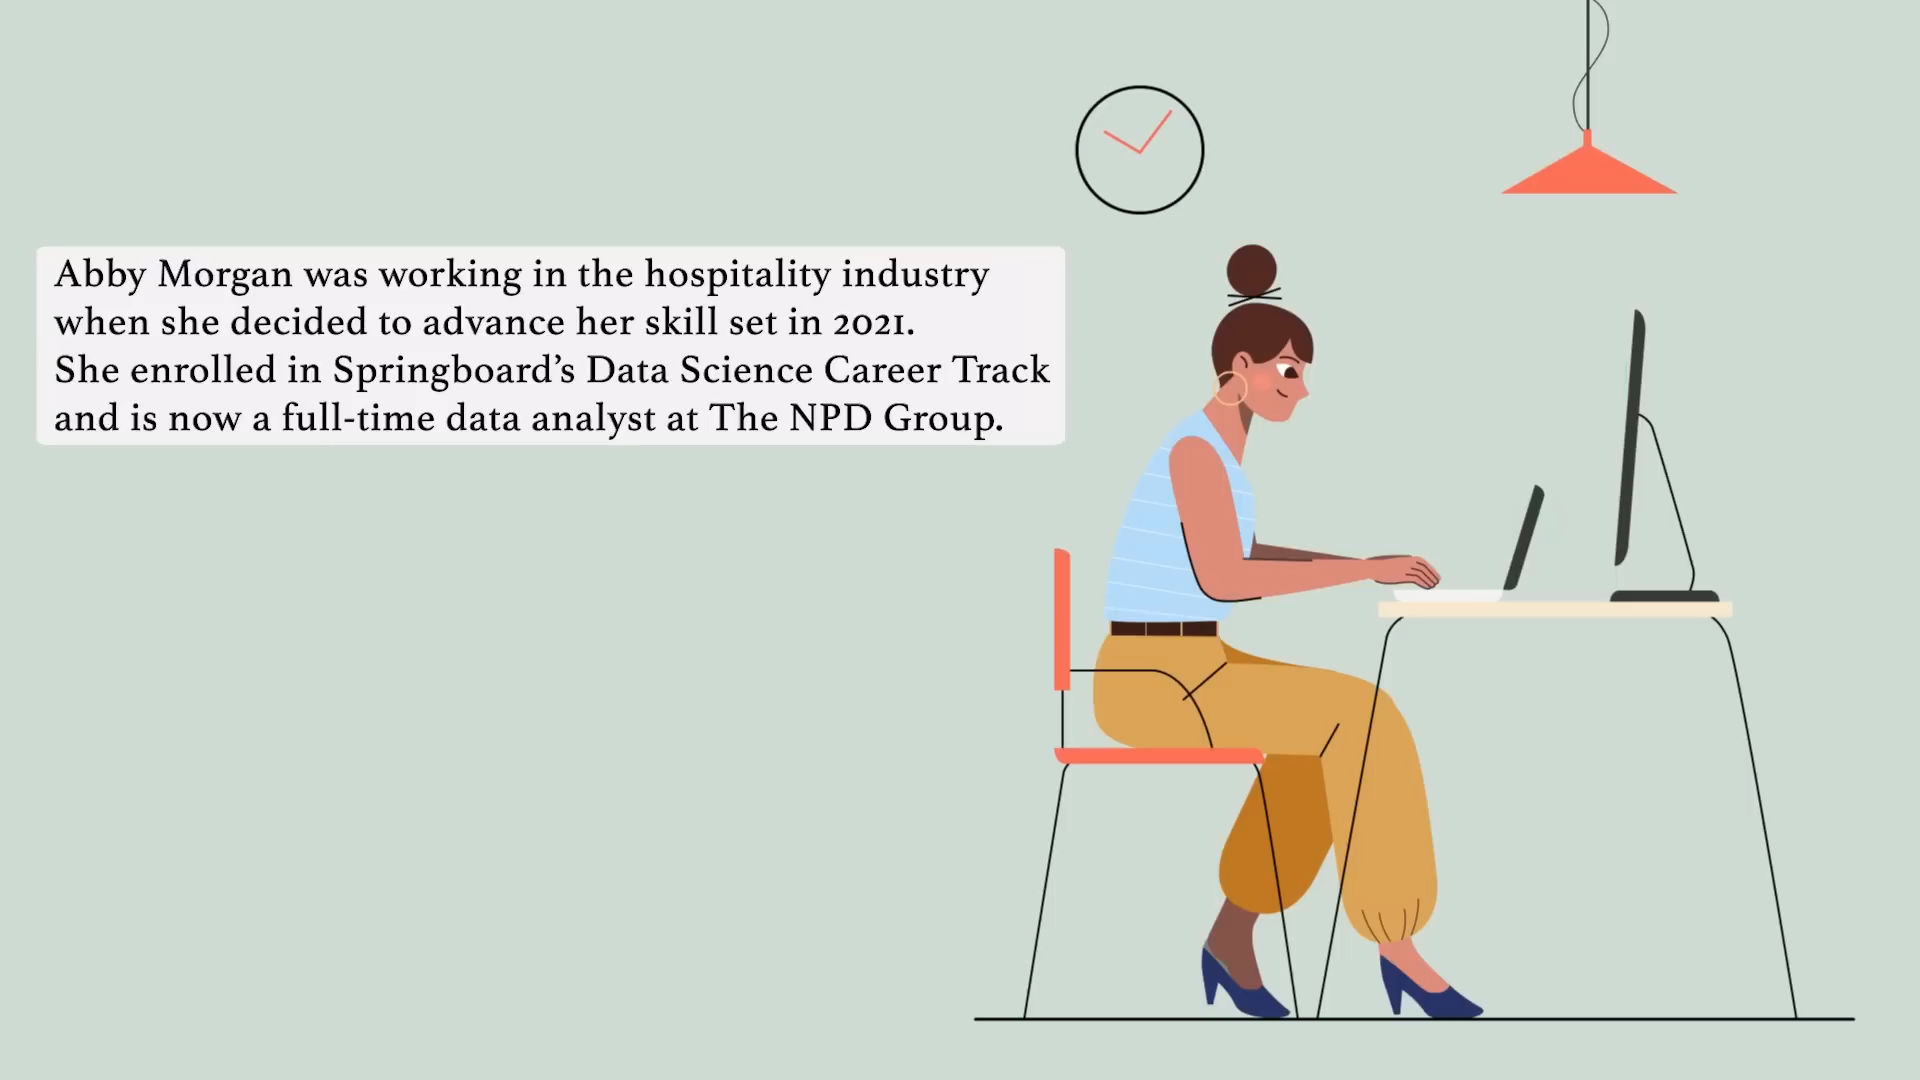 Abby Morgan was working in the hospitality industry
when she decided to advance her skill set in 2021.
She enrolled in Springboard’s Data Science Career Track
and is now a full-time data analyst at The NPD Group.